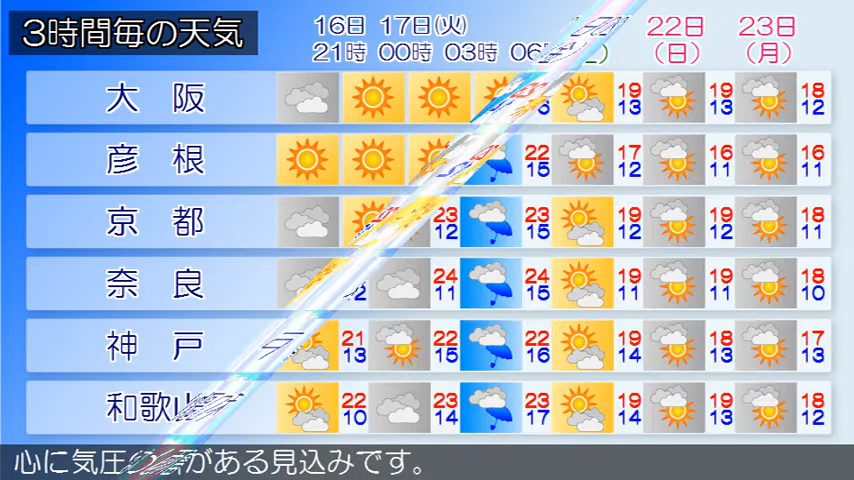 3時間毎の天気
16日 17日(火)
22日 23日
21時 00時 03時 06
(日) (月)
大 阪 19 13 19 13 18 12
彦 根 22 15 17 12 16 11 16 11
京 都 23 12 23 15 19 12 19 12 18 11
奈 良 24 11 24 15 19 11 19 11 18 10
神 戸 21 13 22 15 22 16 19 14 18 13 17 13
和歌山 22 10 23 14 23 17 19 14 19 13 18 12
心に気圧の がある見込みです。